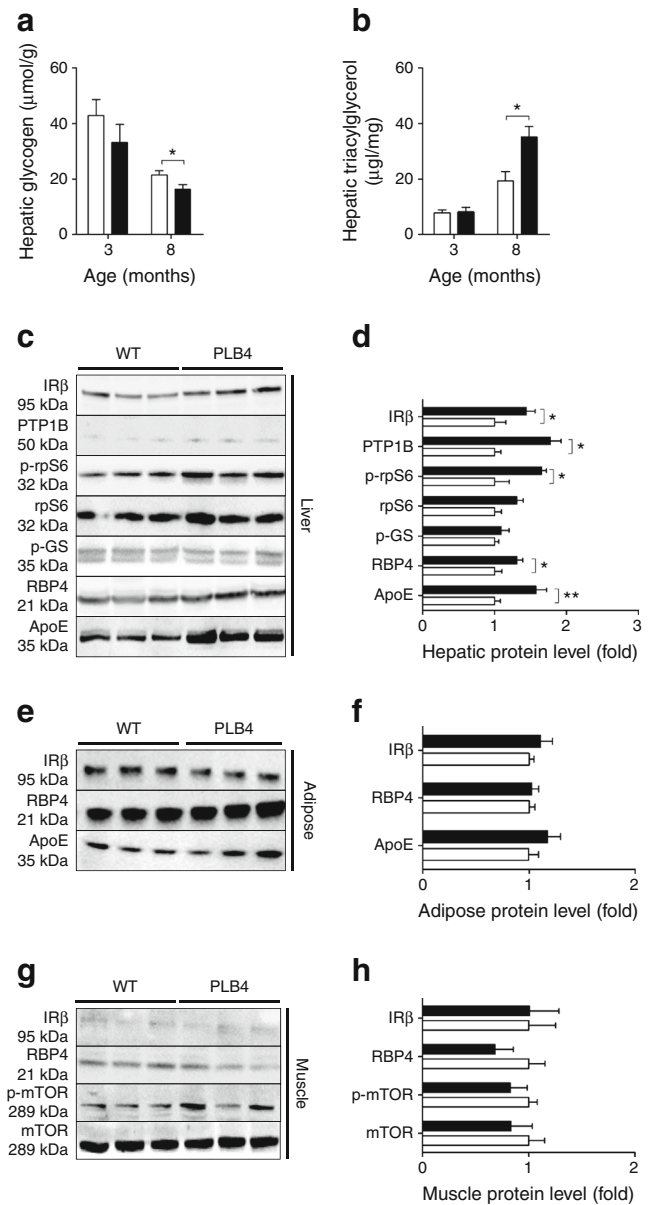 a
Hepatic glycogen (μmol/g)
60
40
20
0
*
3
8
Age (months)
b
Hepatic triacylglycerol
(μgl/mg)
60
40
20
0
*
3
8
Age (months)
c
WT
PLB4
IRβ
95 kDa
PTP1B
50 kDa
p-rpS6
32 kDa
rpS6
32 kDa
p-GS
35 kDa
RBP4
21 kDa
ApoE
35 kDa
Liver
d
IRβ
*
PTP1B
*
p-rpS6
*
rpS6
p-GS
RBP4
*
ApoE
**
0
1
2
3
Hepatic protein level (fold)
e
WT
PLB4
IRβ
95 kDa
RBP4
21 kDa
ApoE
35 kDa
Adipose
f
IRβ
RBP4
ApoE
0
1
2
Adipose protein level (fold)
g
WT
PLB4
IRβ
95 kDa
RBP4
21 kDa
p-mTOR
289 kDa
mTOR
289 kDa
Muscle
h
IRβ
RBP4
p-mTOR
mTOR
0
1
2
Muscle protein level (fold)